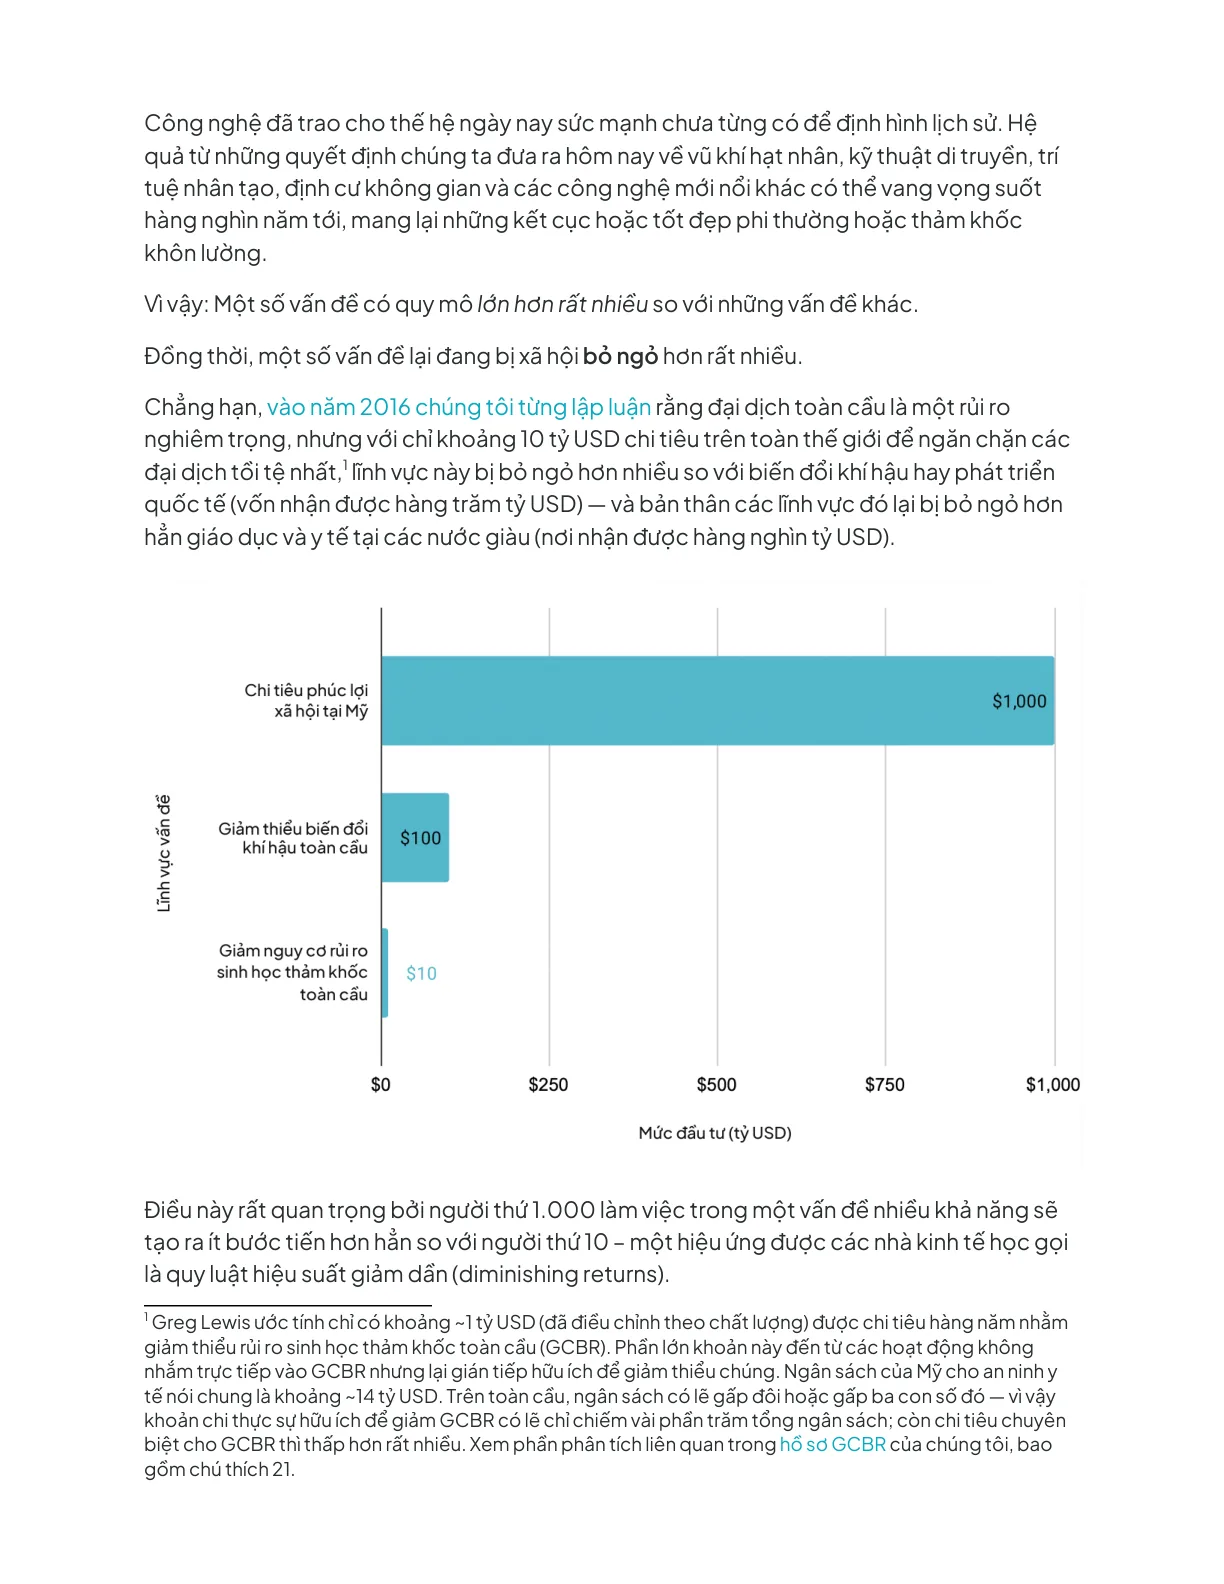 Công nghệ đã trao cho thế hệ ngày nay sức mạnh chưa từng có để định hình lịch sử. Hệ
quả từ những quyết định chúng ta đưa ra hôm nay về vũ khí hạt nhân, kỹ thuật di truyền, trí
tuệ nhân tạo, định cư không gian và các công nghệ mới nổi khác có thể vang vọng suốt
hàng nghìn năm tới, mang lại những kết cục hoặc tốt đẹp phi thường hoặc thảm khốc
khôn lường.
Vì vậy: Một số vấn đề có quy mô lớn hơn rất nhiều so với những vấn đề khác.
Đồng thời, một số vấn đề lại đang bị xã hội bỏ ngỏ hơn rất nhiều.
Chẳng hạn, vào năm 2016 chúng tôi từng lập luận rằng đại dịch toàn cầu là một rủi ro
nghiêm trọng, nhưng với chỉ khoảng 10 tỷ USD chi tiêu trên toàn thế giới để ngăn chặn các
đại dịch tồi tệ nhất,1 lĩnh vực này bị bỏ ngỏ hơn nhiều so với biến đổi khí hậu hay phát triển
quốc tế (vốn nhận được hàng trăm tỷ USD) — và bản thân các lĩnh vực đó lại bị bỏ ngỏ hơn
hẳn giáo dục và y tế tại các nước giàu (nơi nhận được hàng nghìn tỷ USD).
Lĩnh vực vấn đề
Chi tiêu phúc lợi
xã hội tại Mỹ
$1,000
Giảm thiểu biến đổi
khí hậu toàn cầu
$100
Giảm nguy cơ rủi ro
sinh học thảm khốc
toàn cầu
$10
$0 $250 $500 $750 $1,000
Mức đầu tư (tỷ USD)
Điều này rất quan trọng bởi người thứ 1.000 làm việc trong một vấn đề nhiều khả năng sẽ
tạo ra ít bước tiến hơn hẳn so với người thứ 10 – một hiệu ứng được các nhà kinh tế học gọi
là quy luật hiệu suất giảm dần (diminishing returns).
1 Greg Lewis ước tính chỉ có khoảng ~1 tỷ USD (đã điều chỉnh theo chất lượng) được chi tiêu hàng năm nhằm
giảm thiểu rủi ro sinh học thảm khốc toàn cầu (GCBR). Phần lớn khoản này đến từ các hoạt động không
nhắm trực tiếp vào GCBR nhưng lại gián tiếp hữu ích để giảm thiểu chúng. Ngân sách của Mỹ cho an ninh y
tế nói chung là khoảng ~14 tỷ USD. Trên toàn cầu, ngân sách có lẽ gấp đôi hoặc gấp ba con số đó — vì vậy
khoản chi thực sự hữu ích để giảm GCBR có lẽ chỉ chiếm vài phần trăm tổng ngân sách; còn chi tiêu chuyên
biệt cho GCBR thì thấp hơn rất nhiều. Xem phần phân tích liên quan trong hồ sơ GCBR của chúng tôi, bao
gồm chú thích 21.